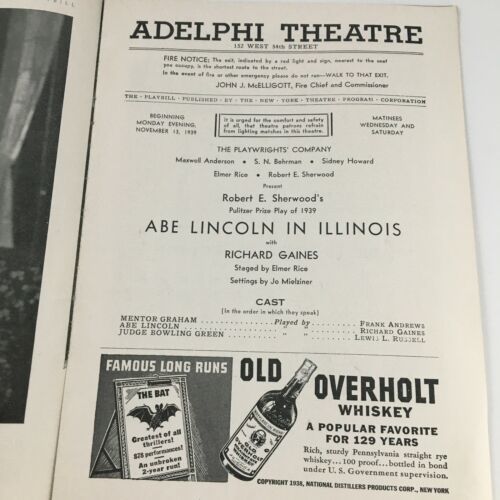 BILL
ADELPHI THEATRE
152 WEST 54th STREET
FIRE NOTICE: The exit, indicated by a red light and sign, nearest to the seat
you occupy, is the shortest route to the street.
In the event of fire or other emergency please do not run—WALK TO THAT EXIT.
JOHN J. McELLIGOTT, Fire Chief and Commissioner
THE · PLAYBILL · PUBLISHED · BY · THE · NEW · YORK · THEATRE · PROGRAM · CORPORATION
BEGINNING
MONDAY EVENING,
NOVEMBER 13, 1939
It is urged for the comfort and safety
of all, that theatre patrons refrain
from lighting matches in this theatre.
MATINEES
WEDNESDAY AND
SATURDAY
THE PLAYWRIGHTS' COMPANY
Maxwell Anderson • S. N. Behrman • Sidney Howard
Elmer Rice • Robert E. Sherwood
Present
Robert E. Sherwood's
Pulitzer Prize Play of 1939
ABE LINCOLN IN ILLINOIS
with
RICHARD GAINES
Staged by Elmer Rice
Settings by Jo Mielziner
CAST
[In the order in which they speak]
MENTOR GRAHAM . . . . . . . . . . . . . Played by . . . . . . . . . . FRANK ANDREWS
ABE LINCOLN . . . . . . . . . . . . . . . . . " " . . . . . . . . . . RICHARD GAINES
JUDGE BOWLING GREEN . . . . . . . . . " " . . . . . . . . . LEWIS L. RUSSELL
FAMOUS LONG RUNS
THE BAT
Greatest of all
thrillers!
878 performances!
An unbroken
2-year run!
OLD OVERHOLT
WHISKEY
A POPULAR FAVORITE
FOR 129 YEARS
Rich, sturdy Pennsylvania straight rye
whiskey...100 proof...bottled in bond
under U. S. Government supervision.
OLD
OVERHOLT
COPYRIGHT 1938, NATIONAL DISTILLERS PRODUCTS CORP., NEW YORK